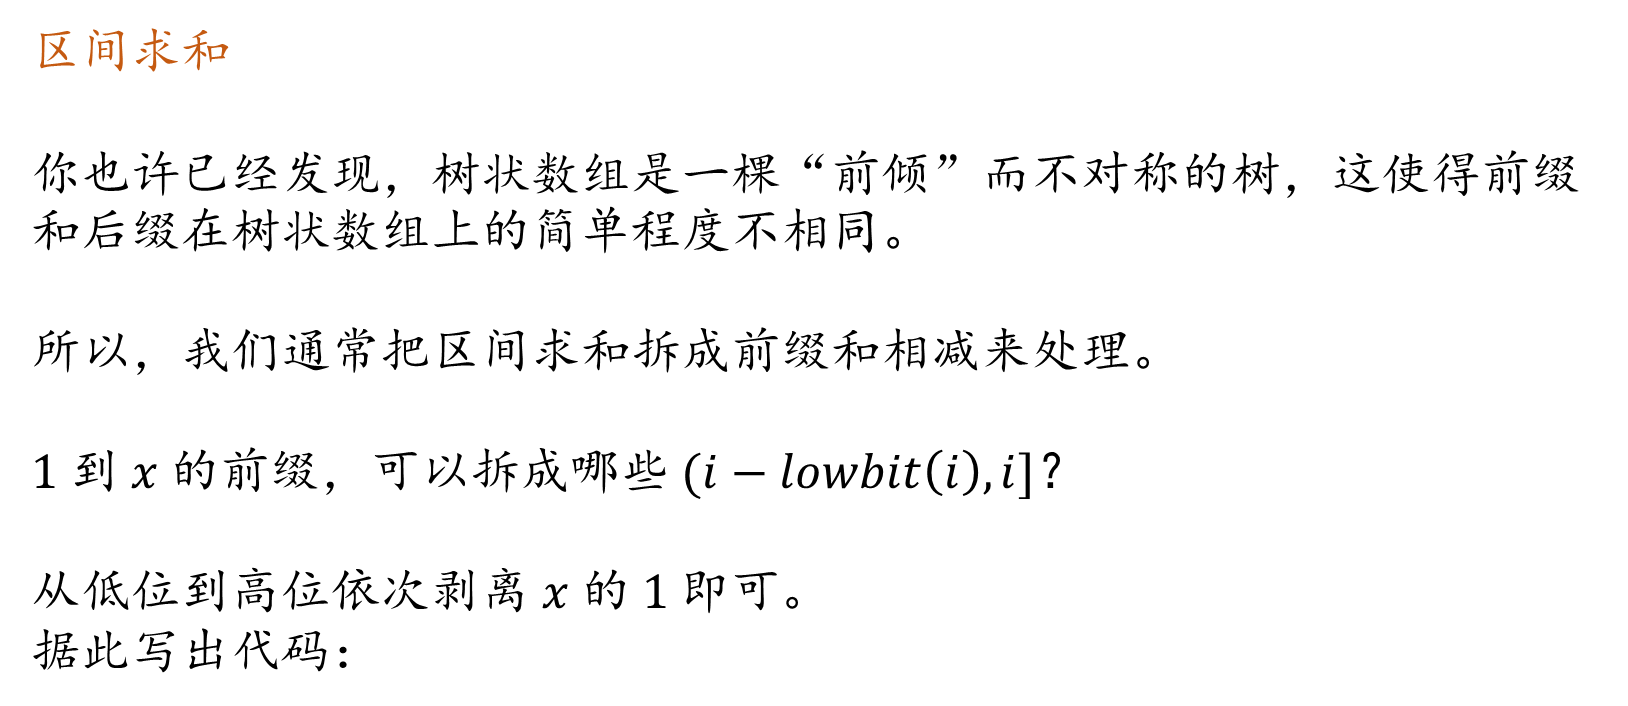 区间求和
你也许已经发现，树状数组是一棵“前倾”而不对称的树，这使得前缀
和后缀在树状数组上的简单程度不相同。
所以，我们通常把区间求和拆成前缀和相减来处理。
1 到 x 的前缀，可以拆成哪些 (i − lowbit(i), i]？
从低位到高位依次剥离 x 的 1 即可。
据此写出代码：